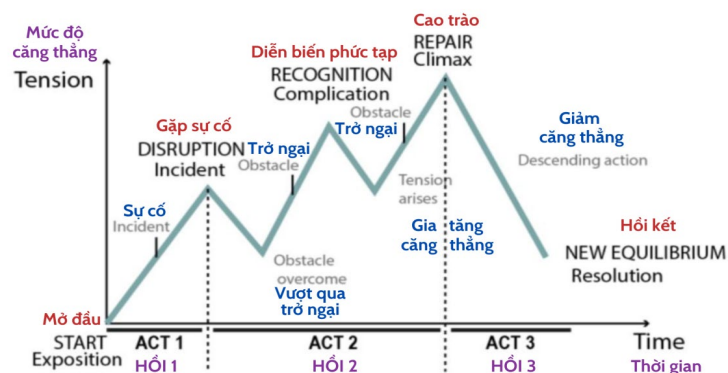 Mức độ
căng thẳng
Tension
Cao trào
REPAIR
Climax
Diễn biến phức tạp
RECOGNITION
Complication
Obstacle
Trở ngại
Gặp sự cố
DISRUPTION
Incident
Trở ngại
Obstacle
Giảm
căng thẳng
Descending action
Sự cố
Incident
Tension
arises
Gia tăng
căng thẳng
Hồi kết
NEW EQUILIBRIUM
Resolution
Obstacle
overcome
Vượt qua
trở ngại
Mở đầu
START
Exposition
ACT 1
HỒI 1
ACT 2
HỒI 2
ACT 3
HỒI 3
Time
Thời gian